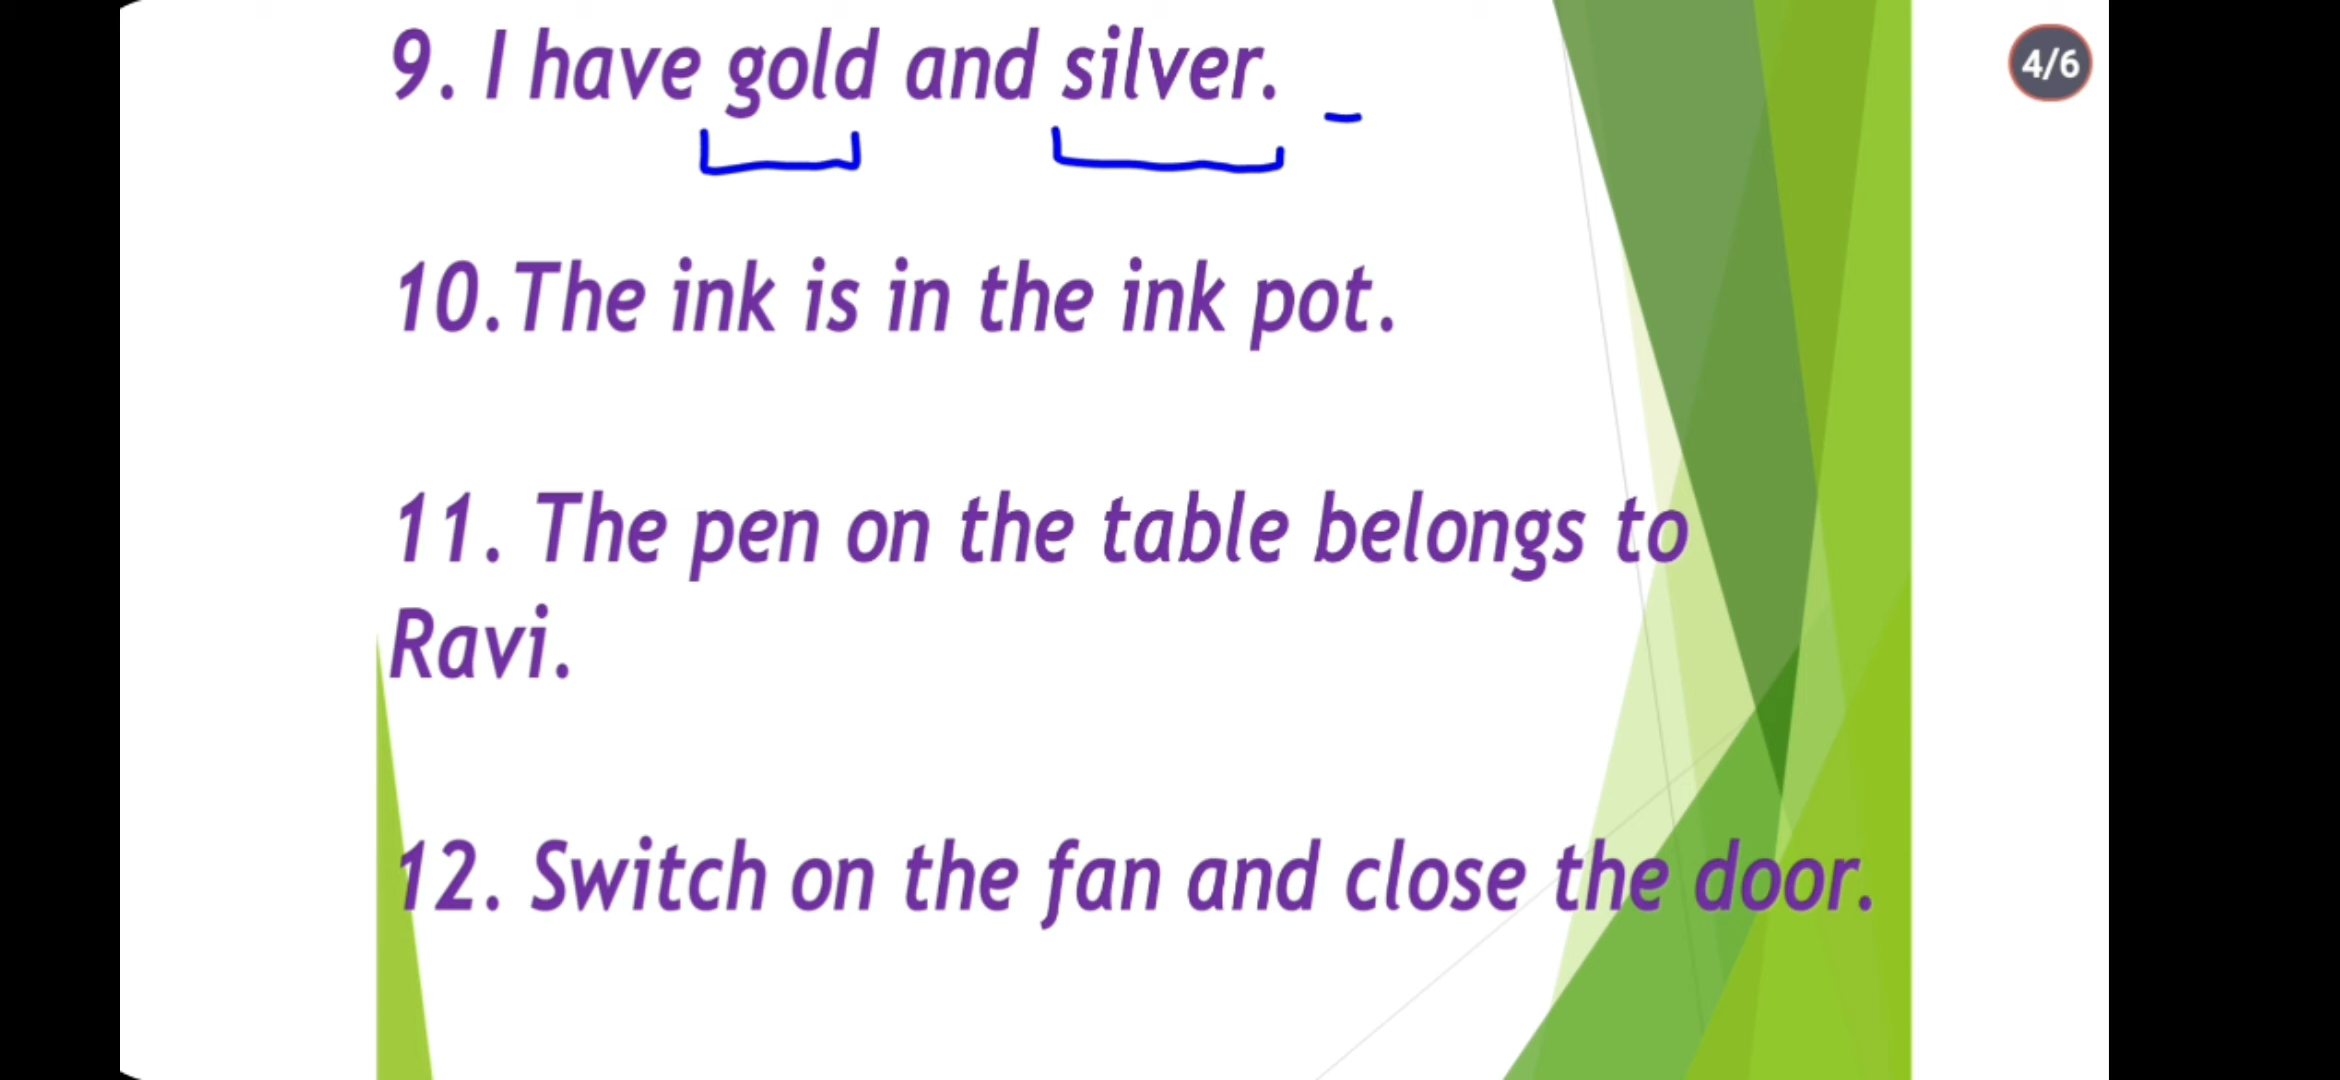 9. I have gold and silver.
4/6
10.The ink is in the ink pot.
11. The pen on the table belongs to
Ravi.
12. Switch on the fan and close the door.